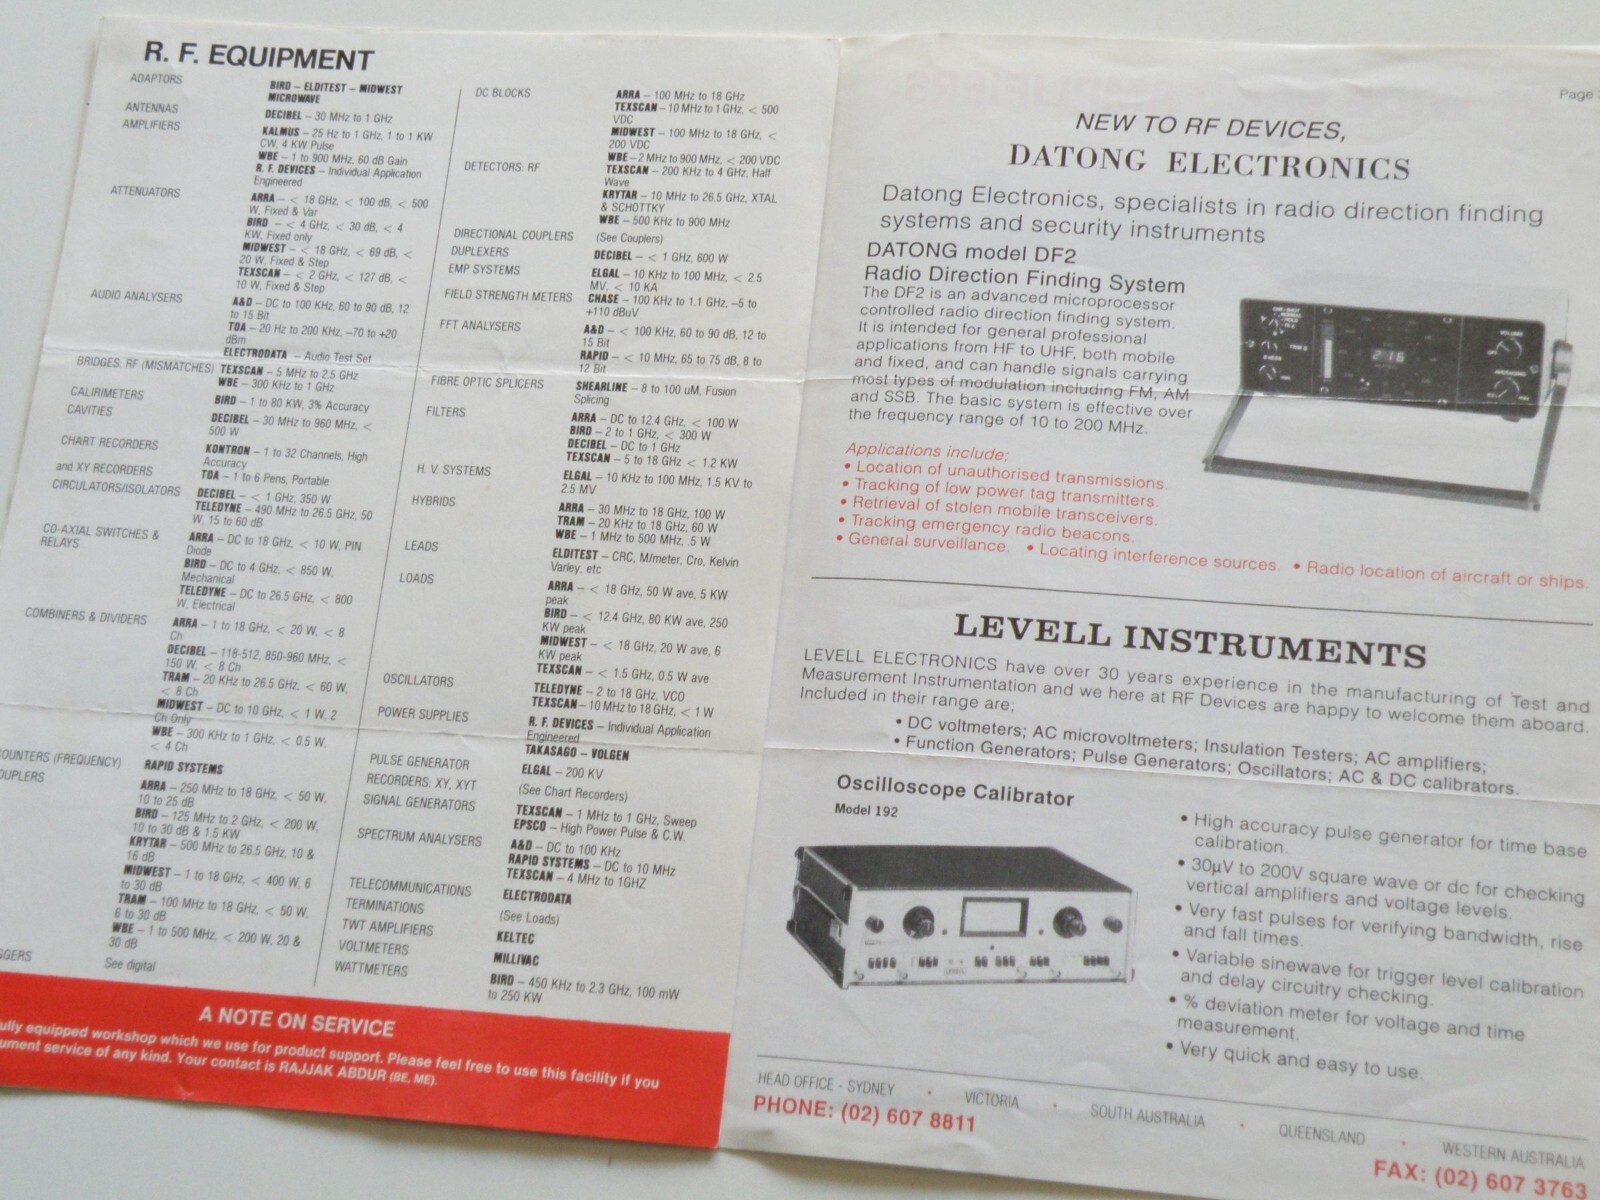 R. F. EQUIPMENT
ADAPTORS
BIRD – ELDITEST – MIDWEST
MICROWAVE
ANTENNAS
DECIBEL – 30 MHz to 1 GHz
AMPLIFIERS
KALMUS – 25 Hz to 1 GHz, 1 to 1 KW
CW, 4 KW Pulse
WBE – 1 to 900 MHz, 60 dB Gain
R. F. DEVICES – Individual Application
Engineered
ATTENUATORS
ARRA – < 18 GHz, < 100 dB, < 500
W, Fixed & Var
BIRD – < 4 GHz, < 30 dB, < 4
KW, Fixed only
MIDWEST – < 18 GHz, < 69 dB, <
20 W, Fixed & Step
TEXSCAN – < 2 GHz, < 127 dB, <
10 W, Fixed & Step
AUDIO ANALYSERS
A&D – DC to 100 KHz, 60 to 90 dB, 12
to 15 Bit
TOA – 20 Hz to 200 KHz, –70 to +20
dBm
ELECTRODATA – Audio Test Set
BRIDGES: RF (MISMATCHES)
TEXSCAN – 5 MHz to 2.5 GHz
WBE – 300 KHz to 1 GHz
CALIRIMETERS
BIRD – 1 to 80 KW, 3% Accuracy
CAVITIES
DECIBEL – 30 MHz to 960 MHz, <
500 W
CHART RECORDERS
KONTRON – 1 to 32 Channels, High
Accuracy
and XY RECORDERS
TOA – 1 to 6 Pens, Portable
CIRCULATORS/ISOLATORS
DECIBEL – < 1 GHz, 350 W
TELEDYNE – 490 MHz to 26.5 GHz, 50
W, 15 to 60 dB
CO-AXIAL SWITCHES &
RELAYS
ARRA – DC to 18 GHz, < 10 W, PIN
Diode
BIRD – DC to 4 GHz, < 850 W,
Mechanical
TELEDYNE – DC to 26.5 GHz, < 800
W. Electrical
COMBINERS & DIVIDERS
ARRA – 1 to 18 GHz, < 20 W, < 8
Ch
DECIBEL – 118-512, 850-960 MHz, <
150 W, < 8 Ch
TRAM – 20 KHz to 26.5 GHz, < 60 W,
< 8 Ch
MIDWEST – DC to 10 GHz, < 1 W, 2
Ch Only
WBE – 300 KHz to 1 GHz, < 0.5 W,
< 4 Ch
OUNTERS (FREQUENCY)
RAPID SYSTEMS
OUPLERS
ARRA – 250 MHz to 18 GHz, < 50 W,
10 to 25 dB
BIRD – 125 MHz to 2 GHz, < 200 W,
10 to 30 dB & 1.5 KW
KRYTAR – 500 MHz to 26.5 GHz, 10 &
16 dB
MIDWEST – 1 to 18 GHz, < 400 W, 6
to 30 dB
TRAM – 100 MHz to 18 GHz, < 50 W,
6 to 30 dB
WBE – 1 to 500 MHz, < 200 W, 20 &
30 dB
GGERS
See digital
DC BLOCKS
ARRA – 100 MHz to 18 GHz
TEXSCAN – 10 MHz to 1 GHz, < 500
VDC
MIDWEST – 100 MHz to 18 GHz, <
200 VDC
WBE – 2 MHz to 900 MHz, < 200 VDC
DETECTORS: RF
TEXSCAN – 200 KHz to 4 GHz, Half
Wave
KRYTAR – 10 MHz to 26.5 GHz, XTAL
& SCHOTTKY
WBE – 500 KHz to 900 MHz
DIRECTIONAL COUPLERS
(See Couplers)
DUPLEXERS
DECIBEL – < 1 GHz, 600 W
EMP SYSTEMS
ELGAL – 10 KHz to 100 MHz, < 2.5
MV, < 10 KA
FIELD STRENGTH METERS
CHASE – 100 KHz to 1.1 GHz, –5 to
+110 dBuV
FFT ANALYSERS
A&D – < 100 KHz, 60 to 90 dB, 12 to
15 Bit
RAPID – < 10 MHz, 65 to 75 dB, 8 to
12 Bit
FIBRE OPTIC SPLICERS
SHEARLINE – 8 to 100 uM, Fusion
Splicing
FILTERS
ARRA – DC to 12.4 GHz, < 100 W
BIRD – 2 to 1 GHz, < 300 W
DECIBEL – DC to 1 GHz
TEXSCAN – 5 to 18 GHz < 1.2 KW
H. V. SYSTEMS
ELGAL – 10 KHz to 100 MHz, 1.5 KV to
2.5 MV
HYBRIDS
ARRA – 30 MHz to 18 GHz, 100 W
TRAM – 20 KHz to 18 GHz, 60 W
WBE – 1 MHz to 500 MHz, .5 W
LEADS
ELDITEST – CRC, M/meter, Cro, Kelvin
Varley, etc
LOADS
ARRA – < 18 GHz, 50 W ave, 5 KW
peak
BIRD – < 12.4 GHz, 80 KW ave, 250
KW peak
MIDWEST – < 18 GHz, 20 W ave, 6
KW peak
TEXSCAN – < 1.5 GHz, 0.5 W ave
OSCILLATORS
TELEDYNE – 2 to 18 GHz, VCO
TEXSCAN – 10 MHz to 18 GHz, < 1 W
POWER SUPPLIES
R. F. DEVICES – Individual Application
Engineered
TAKASAGO – VOLGEN
PULSE GENERATOR
ELGAL – 200 KV
RECORDERS: XY, XYT
(See Chart Recorders)
SIGNAL GENERATORS
TEXSCAN – 1 MHz to 1 GHz, Sweep
EPSCO – High Power Pulse & C.W.
SPECTRUM ANALYSERS
A&D – DC to 100 KHz
RAPID SYSTEMS – DC to 10 MHz
TEXSCAN – 4 MHz to 1GHZ
TELECOMMUNICATIONS
ELECTRODATA
TERMINATIONS
(See Loads)
TWT AMPLIFIERS
KELTEC
VOLTMETERS
MILLIVAC
WATTMETERS
BIRD – 450 KHz to 2.3 GHz, 100 mW
to 250 KW
A NOTE ON SERVICE
ully equipped workshop which we use for product support. Please feel free to use this facility if you
ument service of any kind. Your contact is RAJJAK ABDUR (BE, ME).
Page
NEW TO RF DEVICES,
DATONG ELECTRONICS
Datong Electronics, specialists in radio direction finding
systems and security instruments
DATONG model DF2
Radio Direction Finding System
The DF2 is an advanced microprocessor
controlled radio direction finding system.
It is intended for general professional
applications from HF to UHF, both mobile
and fixed, and can handle signals carrying
most types of modulation including FM, AM
and SSB. The basic system is effective over
the frequency range of 10 to 200 MHz.
216
VOLUME
Applications include;
• Location of unauthorised transmissions.
• Tracking of low power tag transmitters.
• Retrieval of stolen mobile transceivers.
• Tracking emergency radio beacons.
• General surveillance. • Locating interference sources. • Radio location of aircraft or ships.
LEVELL INSTRUMENTS
LEVELL ELECTRONICS have over 30 years experience in the manufacturing of Test and
Measurement Instrumentation and we here at RF Devices are happy to welcome them aboard.
Included in their range are;
• DC voltmeters; AC microvoltmeters; Insulation Testers; AC amplifiers;
• Function Generators; Pulse Generators; Oscillators; AC & DC calibrators.
Oscilloscope Calibrator
Model 192
LEVELL
• High accuracy pulse generator for time base
calibration.
• 30µV to 200V square wave or dc for checking
vertical amplifiers and voltage levels.
• Very fast pulses for verifying bandwidth, rise
and fall times.
• Variable sinewave for trigger level calibration
and delay circuitry checking.
• % deviation meter for voltage and time
measurement.
• Very quick and easy to use.
HEAD OFFICE - SYDNEY • VICTORIA • SOUTH AUSTRALIA • QUEENSLAND • WESTERN AUSTRALIA
PHONE: (02) 607 8811
FAX: (02) 607 3763